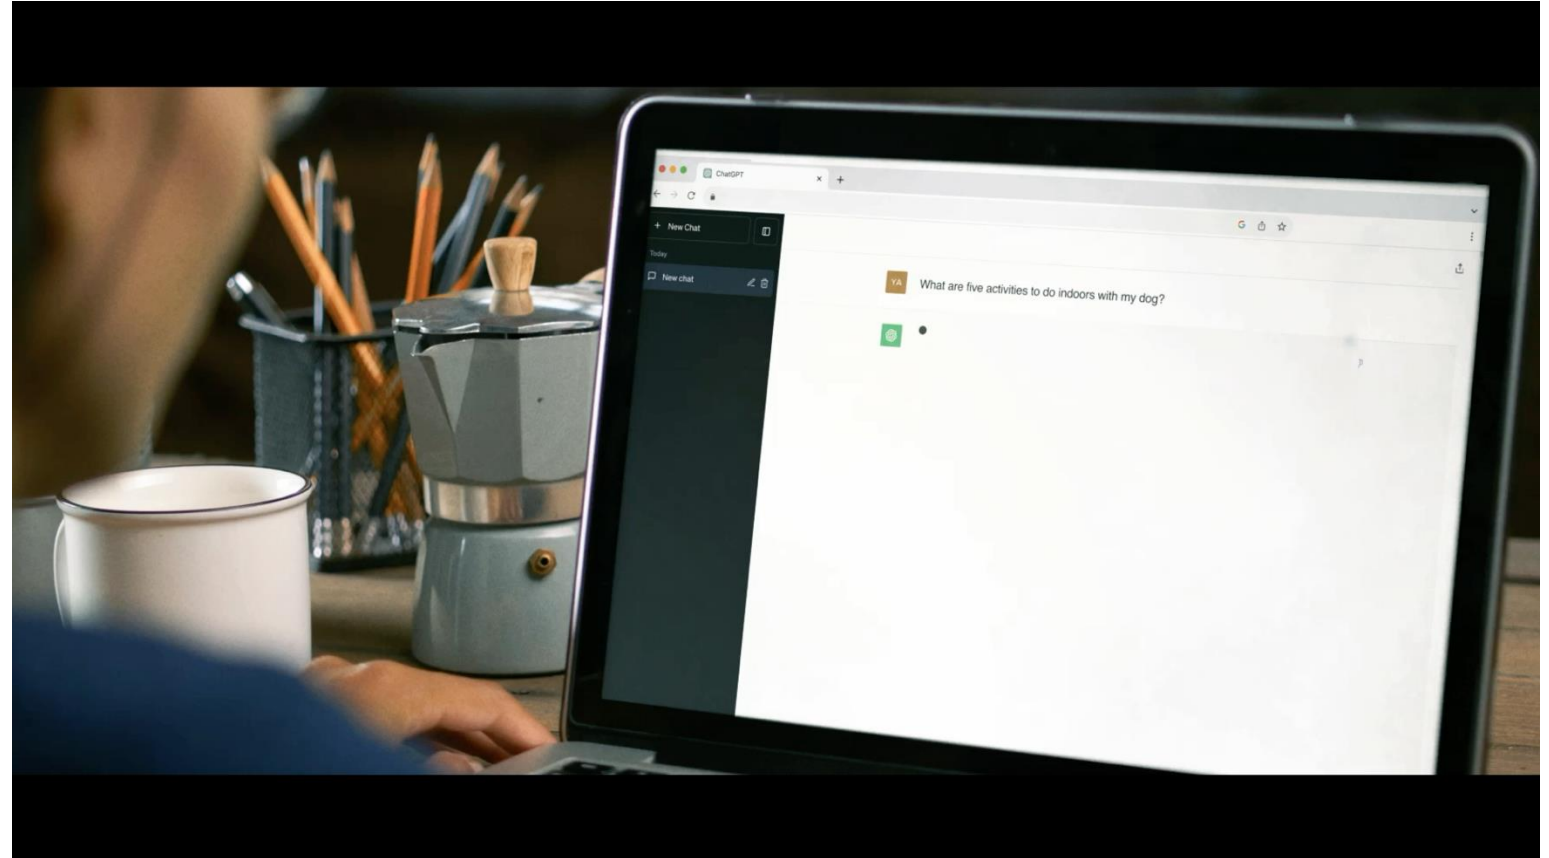 ChatGPT
+ New Chat
Today
New chat
YA
What are five activities to do indoors with my dog?